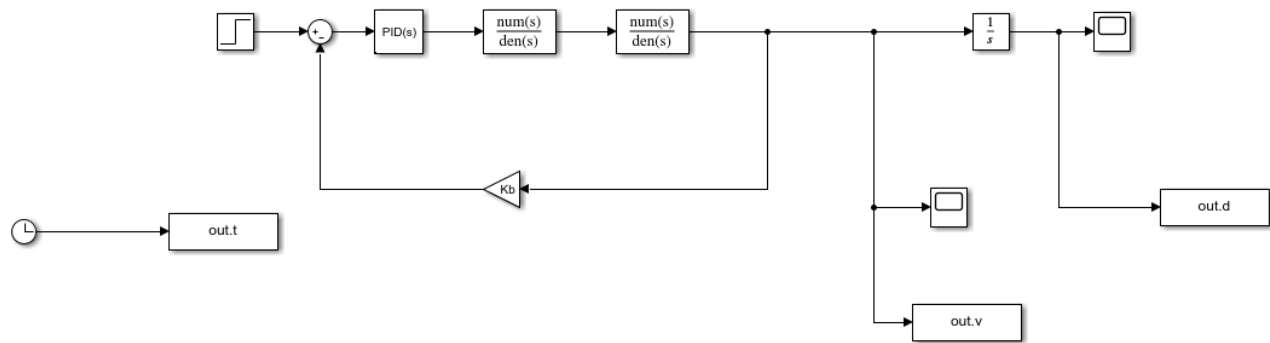 +
−
PID(s)
num(s)
den(s)
num(s)
den(s)
1
s
Kb
out.d
out.t
out.v